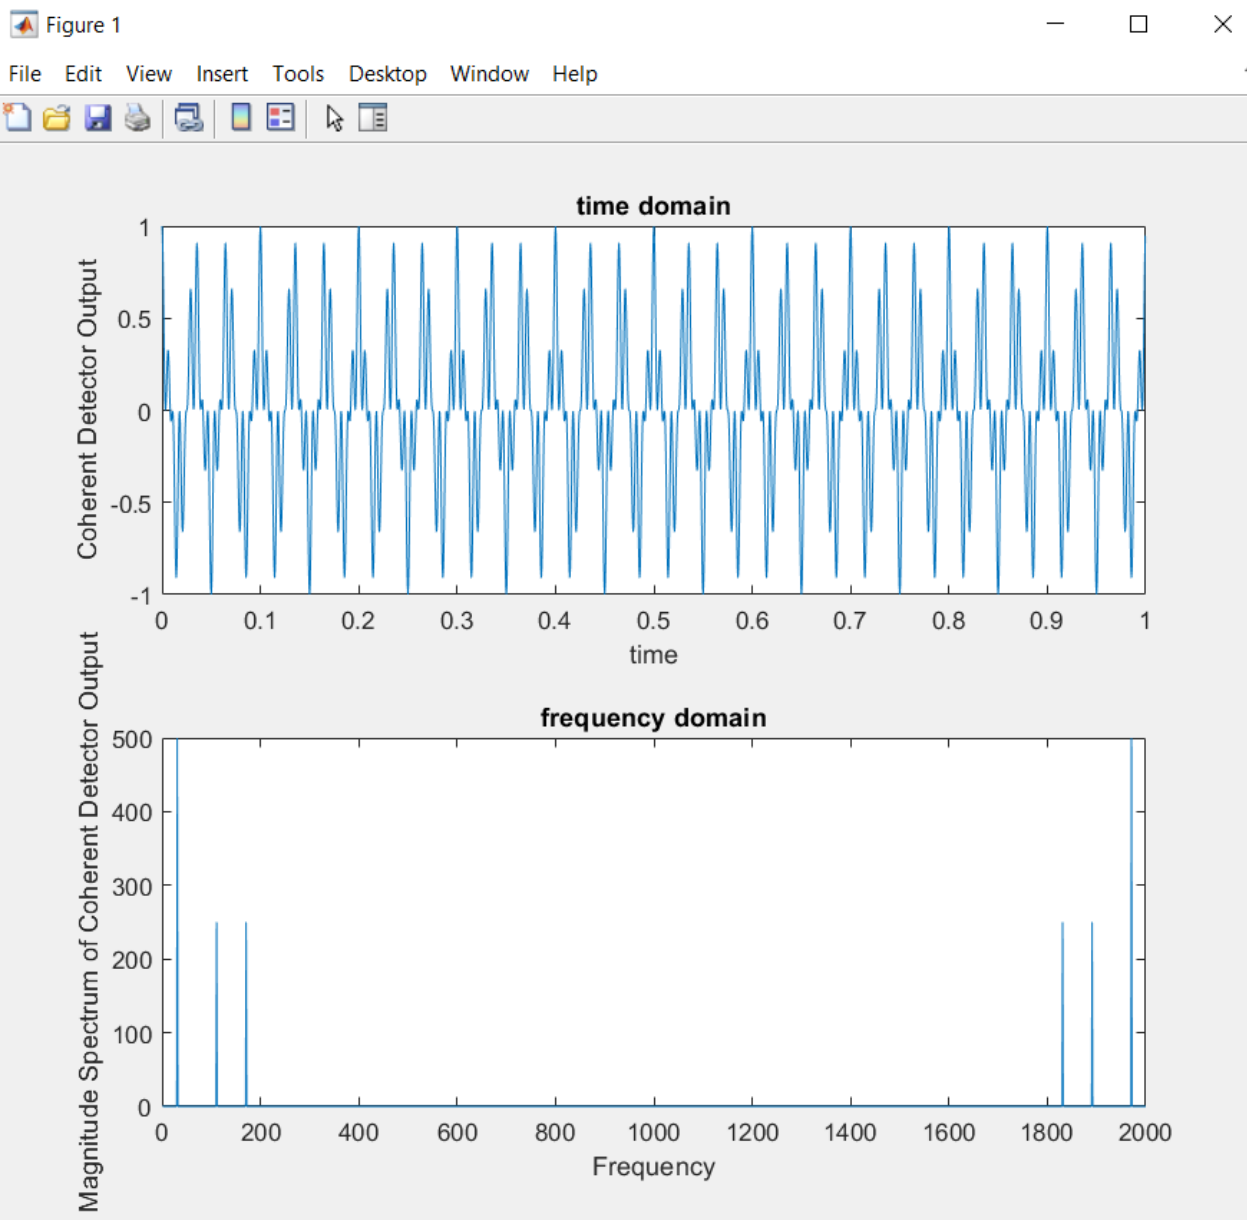 Figure 1
File Edit View Insert Tools Desktop Window Help
time domain
Coherent Detector Output
1
0.5
0
-0.5
-1
0 0.1 0.2 0.3 0.4 0.5 0.6 0.7 0.8 0.9 1
time
frequency domain
Magnitude Spectrum of Coherent Detector Output
500
400
300
200
100
0
0 200 400 600 800 1000 1200 1400 1600 1800 2000
Frequency